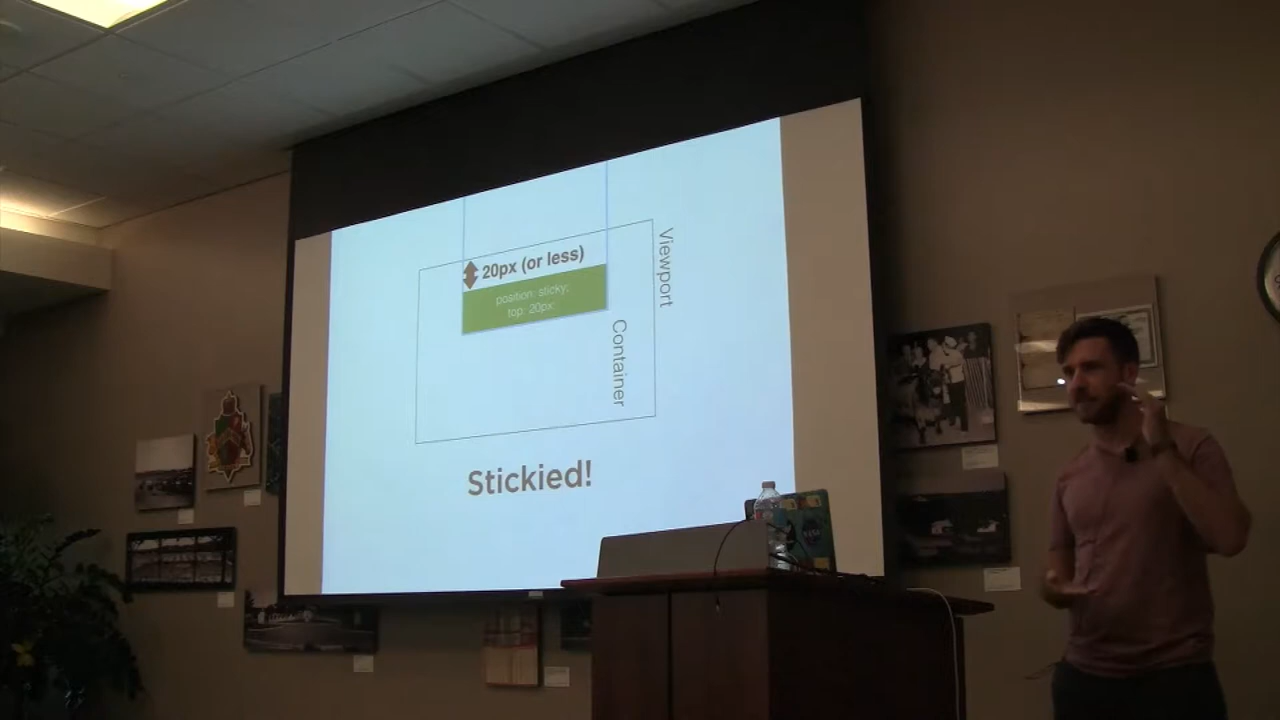 20px (or less)
position: sticky;
top: 20px;
Viewport
Container
Stickied!